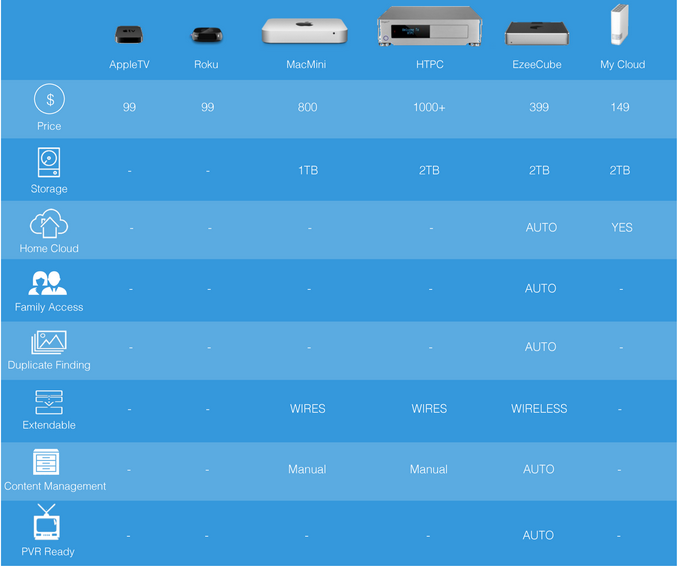 AppleTV Roku MacMini HTPC EzeeCube My Cloud
$ 99 99 800 1000+ 399 149
Price
- - 1TB 2TB 2TB 2TB
Storage
- - - - AUTO YES
Home Cloud
- - - - AUTO -
Family Access
- - - - AUTO -
Duplicate Finding
- - WIRES WIRES WIRELESS -
Extendable
- - Manual Manual AUTO -
Content Management
- - - - AUTO -
PVR Ready